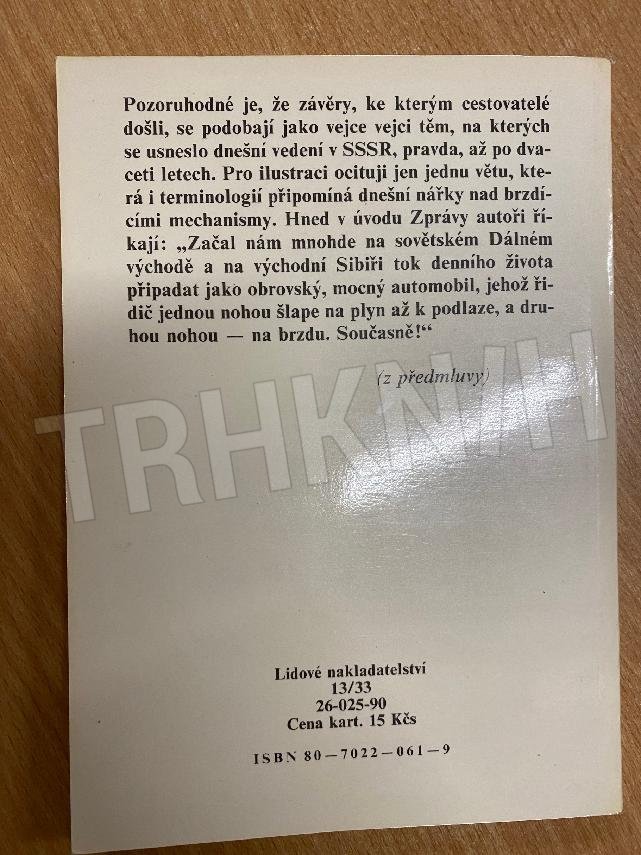 Pozoruhodné je, že závěry, ke kterým cestovatelé
došli, se podobají jako vejce vejci těm, na kterých
se usneslo dnešní vedení v SSSR, pravda, až po dva-
ceti letech. Pro ilustraci ocituji jen jednu větu, kte-
rá i terminologií připomíná dnešní nářky nad brzdí-
cími mechanismy. Hned v úvodu Zprávy autoři ří-
kají: „Začal nám mnohde na sovětském Dálném
východě a na východní Sibiři tok denního života
připadat jako obrovský, mocný automobil, jehož ři-
dič jednou nohou šlape na plyn až k podlaze, a dru-
hou nohou — na brzdu. Současně!“
(z předmluvy)
TRHKNIH
Lidové nakladatelství
13/33
26-025-90
Cena kart. 15 Kčs
ISBN 80—7022—061—9